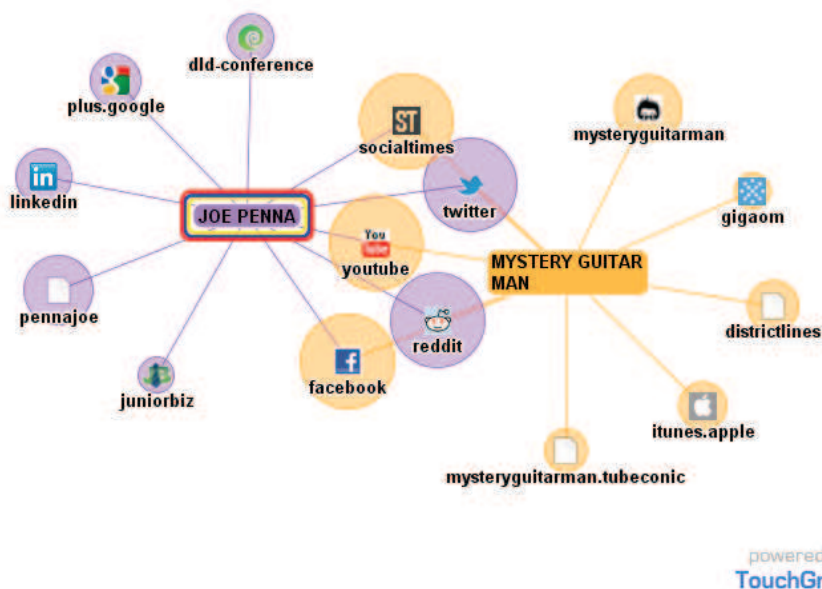 dld-conference
plus.google
ST
socialtimes
mysteryguitarman
in
linkedin
twitter
gigaom
JOE PENNA
You
Tube
youtube
MYSTERY GUITAR
MAN
pennajoe
reddit
districtlines
f
facebook
juniorbiz
itunes.apple
mysteryguitarman.tubeconic
powered
TouchGr